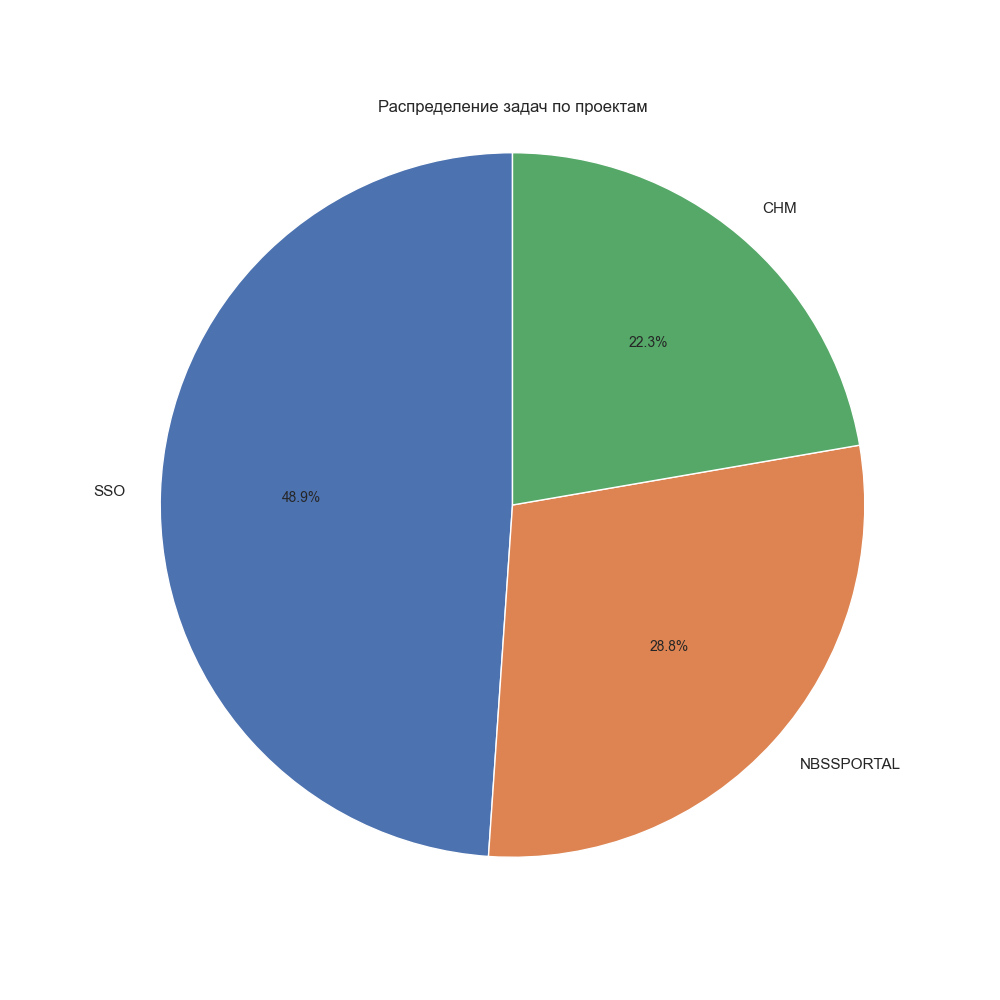 Распределение задач по проектам
CHM
22.3%
SSO
48.9%
28.8%
NBSSPORTAL